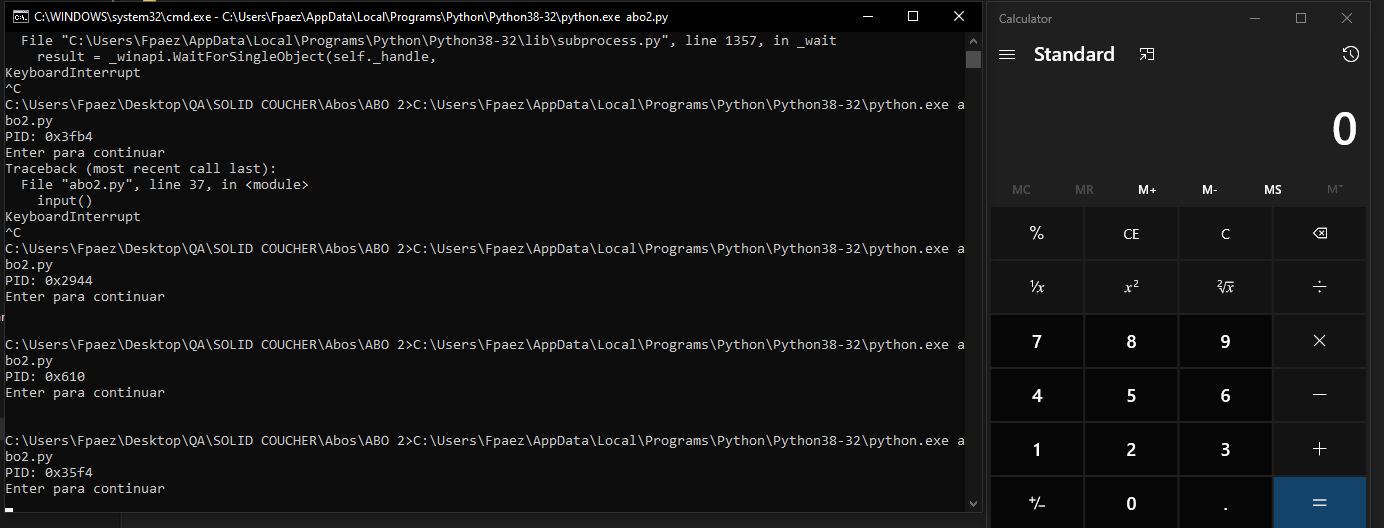 C:\WINDOWS\system32\cmd.exe - C:\Users\Fpaez\AppData\Local\Programs\Python\Python38-32\python.exe abo2.py
File "C:\Users\Fpaez\AppData\Local\Programs\Python\Python38-32\lib\subprocess.py", line 1357, in _wait
result = _winapi.WaitForSingleObject(self._handle,
KeyboardInterrupt
^C
C:\Users\Fpaez\Desktop\QA\SOLID COUCHER\Abos\ABO 2>C:\Users\Fpaez\AppData\Local\Programs\Python\Python38-32\python.exe a
bo2.py
PID: 0x3fb4
Enter para continuar
Traceback (most recent call last):
File "abo2.py", line 37, in <module>
input()
KeyboardInterrupt
^C
C:\Users\Fpaez\Desktop\QA\SOLID COUCHER\Abos\ABO 2>C:\Users\Fpaez\AppData\Local\Programs\Python\Python38-32\python.exe a
bo2.py
PID: 0x2944
Enter para continuar
C:\Users\Fpaez\Desktop\QA\SOLID COUCHER\Abos\ABO 2>C:\Users\Fpaez\AppData\Local\Programs\Python\Python38-32\python.exe a
bo2.py
PID: 0x610
Enter para continuar
C:\Users\Fpaez\Desktop\QA\SOLID COUCHER\Abos\ABO 2>C:\Users\Fpaez\AppData\Local\Programs\Python\Python38-32\python.exe a
bo2.py
PID: 0x35f4
Enter para continuar
Calculator
Standard
0
MC MR M+ M- MS M˅
% CE C
⅟x x² ²√x ÷
7 8 9 ×
4 5 6 −
1 2 3 +
+/− 0 . =